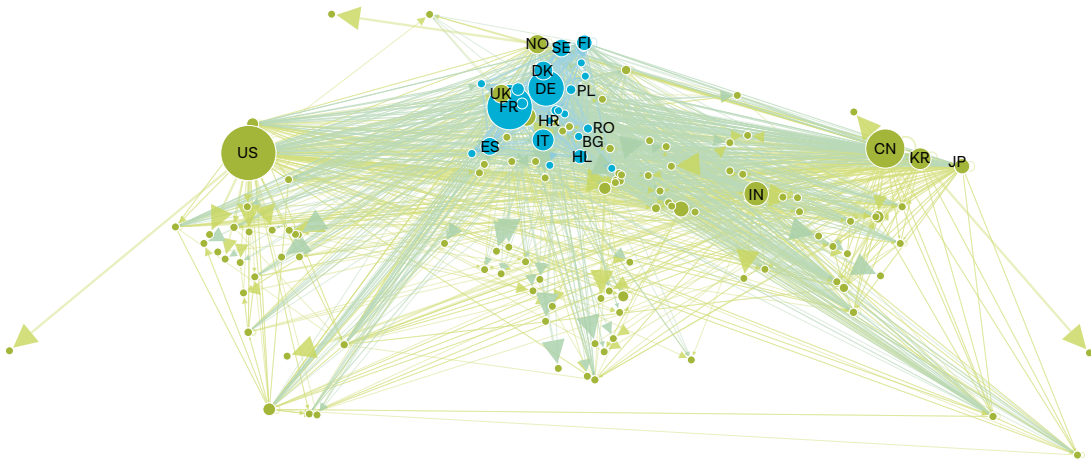 NO
SE
FI
DK
DE
PL
UK
FR
HR
RO
BG
IT
ES
HL
US
CN
KR
JP
IN